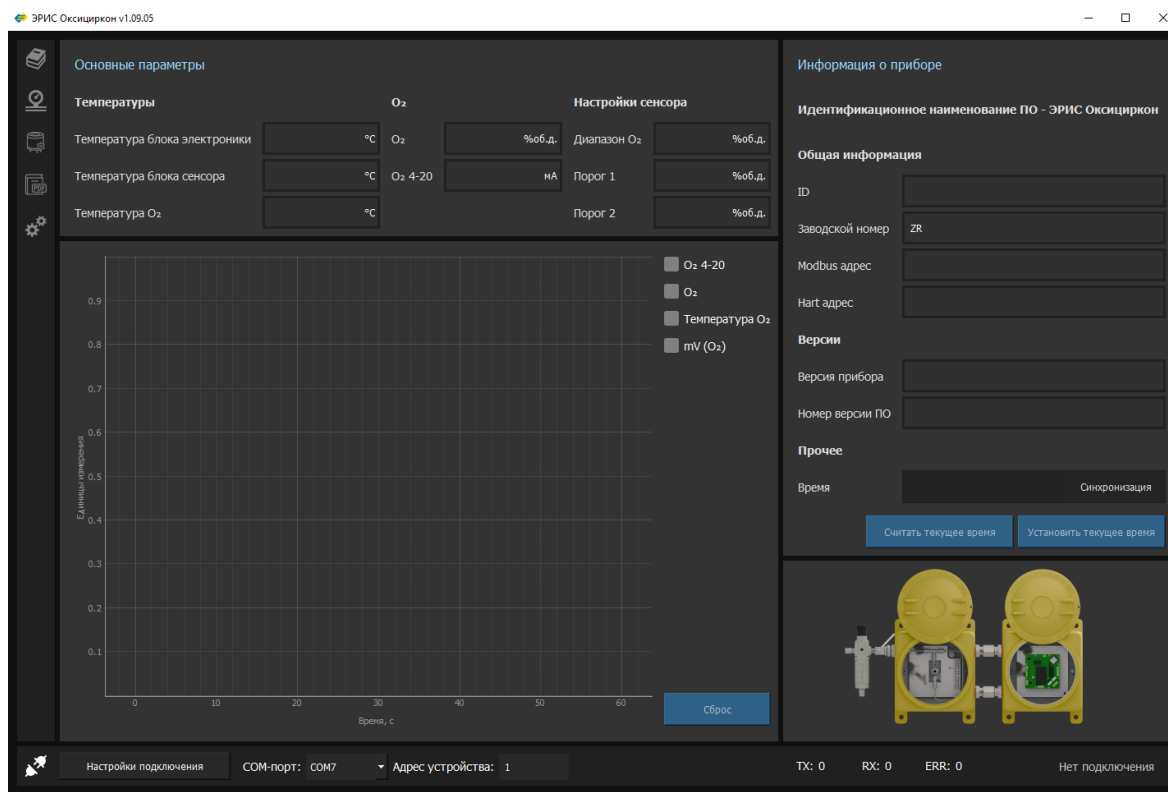 ЭРИС Оксициркон v1.09.05
Основные параметры
Температуры
O₂
Настройки сенсора
Температура блока электроники
°C
O₂
%об.д.
Диапазон O₂
%об.д.
Температура блока сенсора
°C
O₂ 4-20
мА
Порог 1
%об.д.
Температура O₂
°C
Порог 2
%об.д.
O₂ 4-20
O₂
Температура O₂
mV (O₂)
Единицы измерения
0.9
0.8
0.7
0.6
0.5
0.4
0.3
0.2
0.1
0 10 20 30 40 50 60
Время, с
Сброс
Информация о приборе
Идентификационное наименование ПО - ЭРИС Оксициркон
Общая информация
ID
Заводской номер
ZR
Modbus адрес
Hart адрес
Версии
Версия прибора
Номер версии ПО
Прочее
Время
Синхронизация
Считать текущее время
Установить текущее время
PDF
Настройки подключения
COM-порт: COM7
Адрес устройства: 1
TX: 0
RX: 0
ERR: 0
Нет подключения